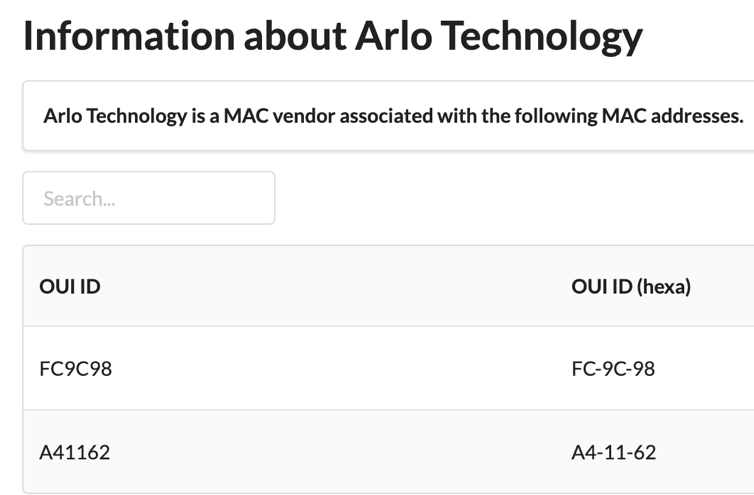 Information about Arlo Technology
Arlo Technology is a MAC vendor associated with the following MAC addresses.
Search...
OUI ID OUI ID (hexa)
FC9C98 FC-9C-98
A41162 A4-11-62